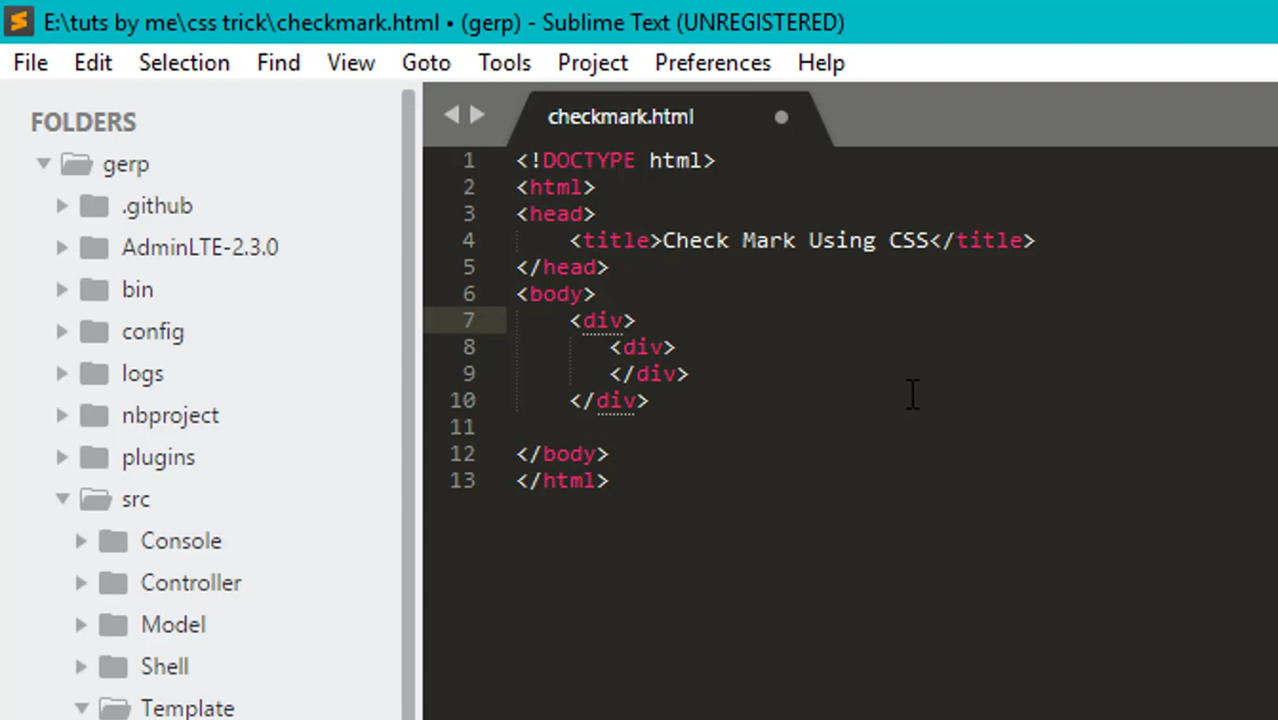 E:\tuts by me\css trick\checkmark.html • (gerp) - Sublime Text (UNREGISTERED)
File Edit Selection Find View Goto Tools Project Preferences Help
FOLDERS
gerp
.github
AdminLTE-2.3.0
bin
config
logs
nbproject
plugins
src
Console
Controller
Model
Shell
Template
checkmark.html
1 <!DOCTYPE html>
2 <html>
3 <head>
4 <title>Check Mark Using CSS</title>
5 </head>
6 <body>
7 <div>
8 <div>
9 </div>
10 </div>
11
12 </body>
13 </html>